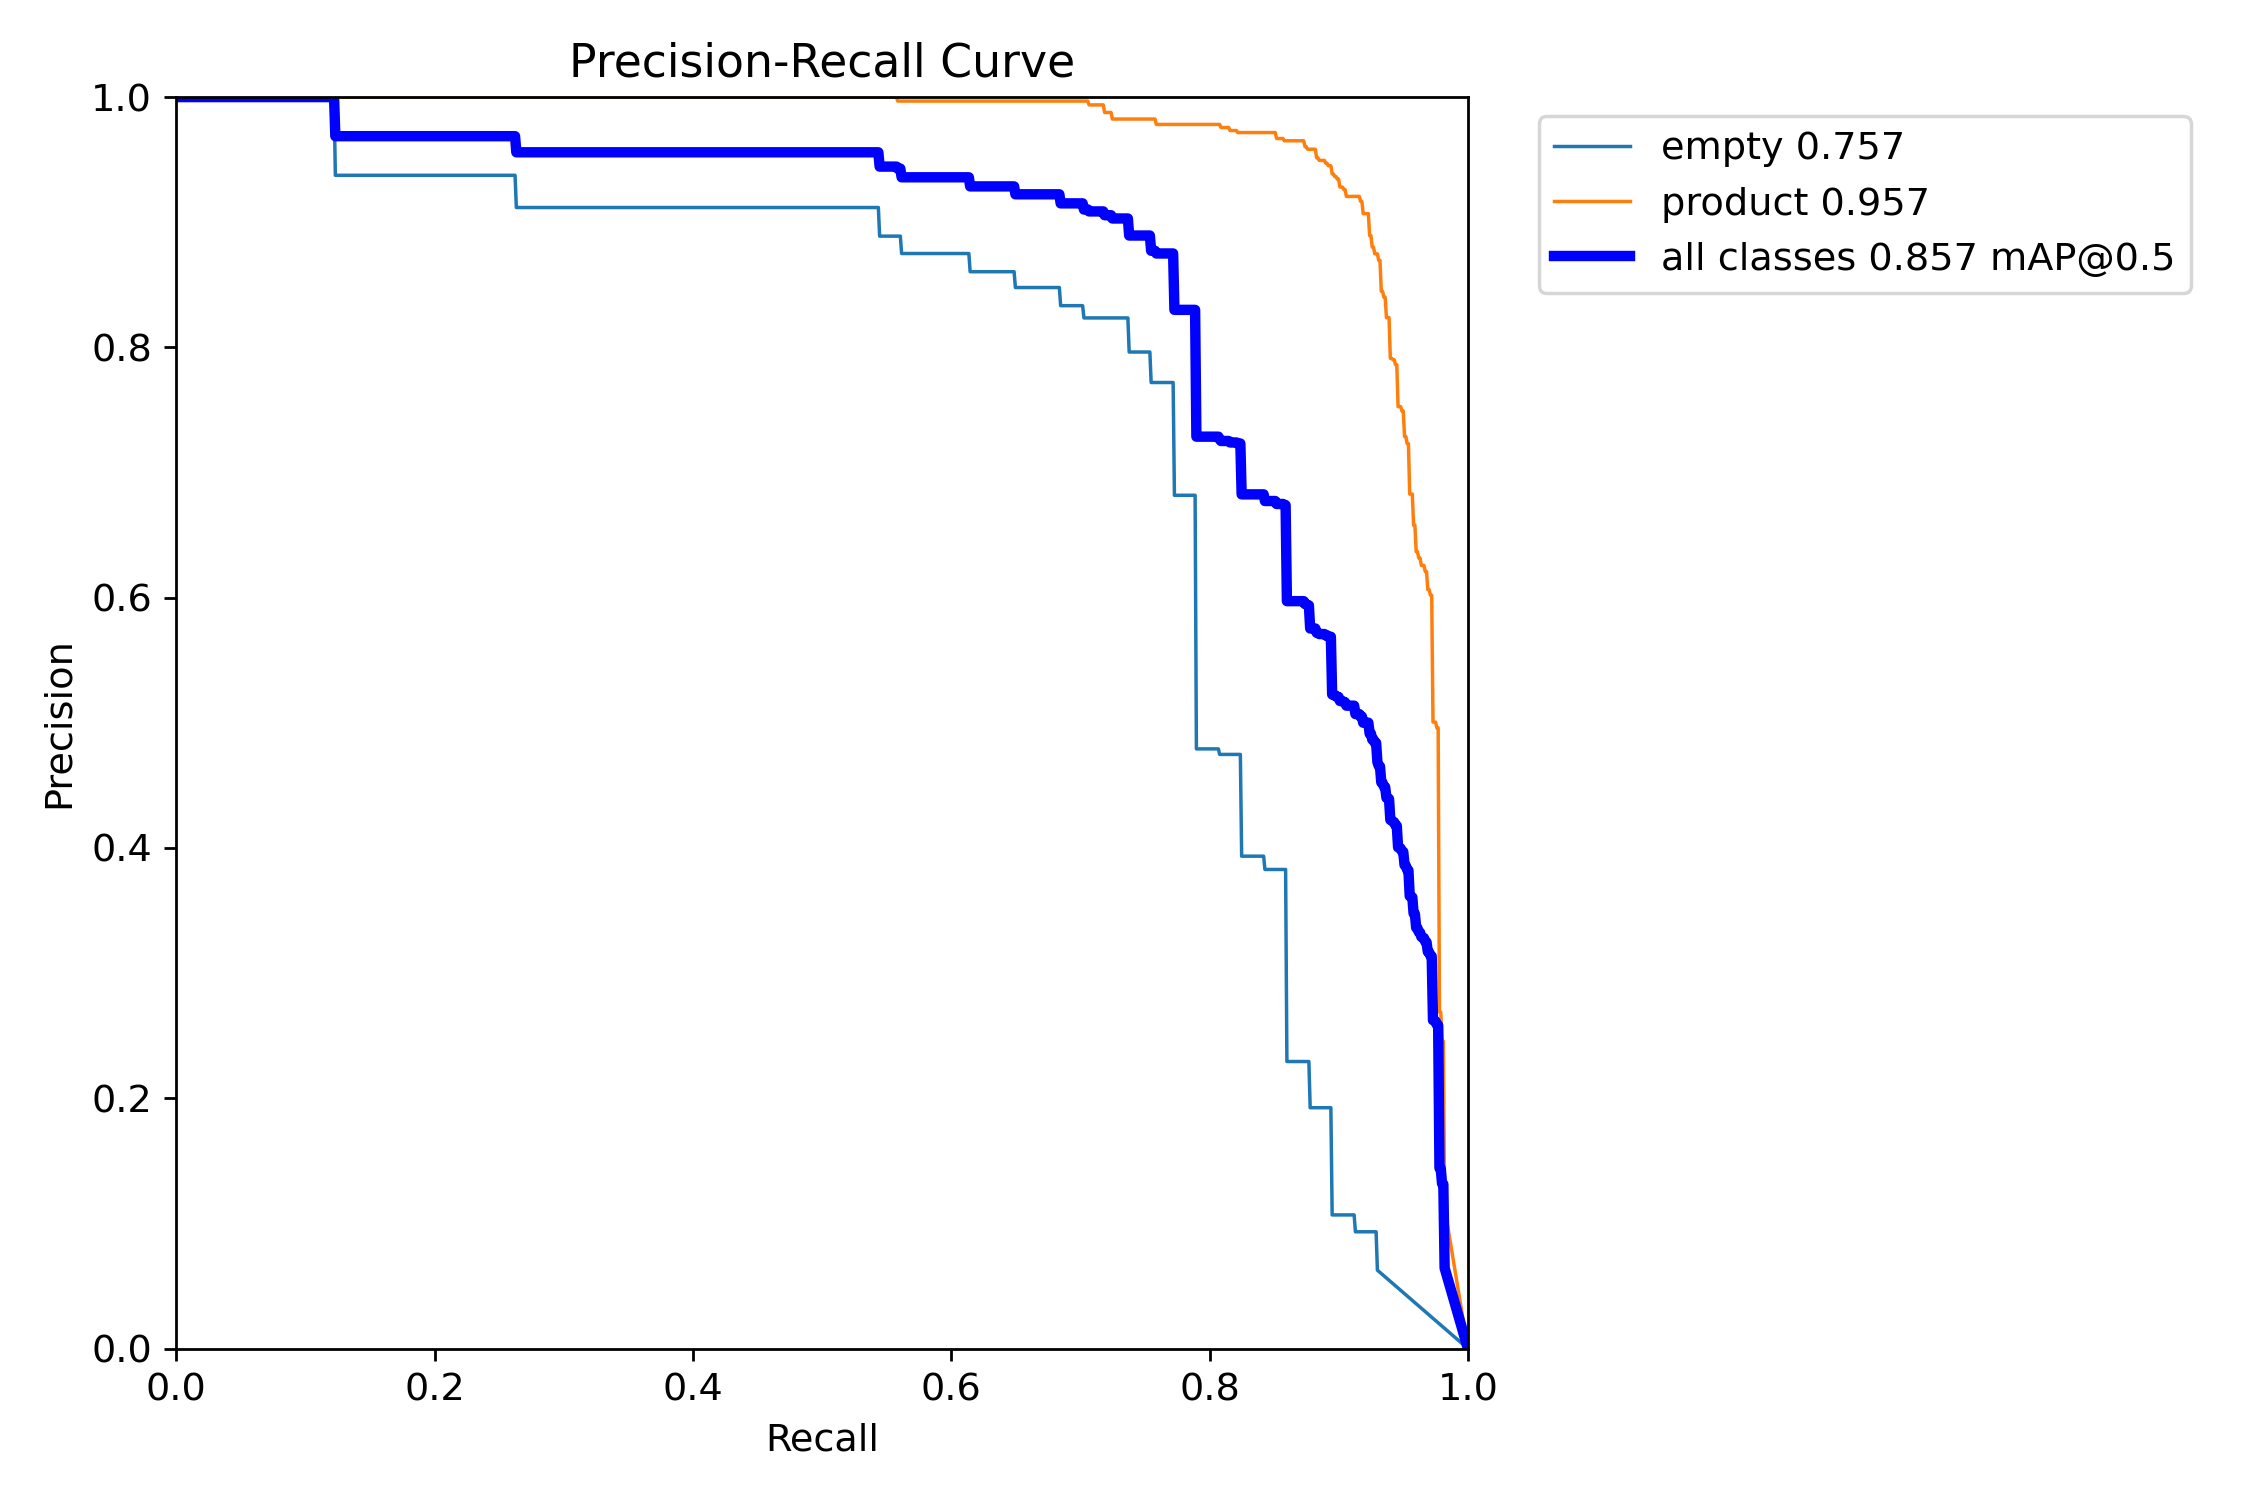 Precision-Recall Curve
1.0
0.8
0.6
0.4
0.2
0.0
Precision
0.0 0.2 0.4 0.6 0.8 1.0
Recall
empty 0.757
product 0.957
all classes 0.857 mAP@0.5